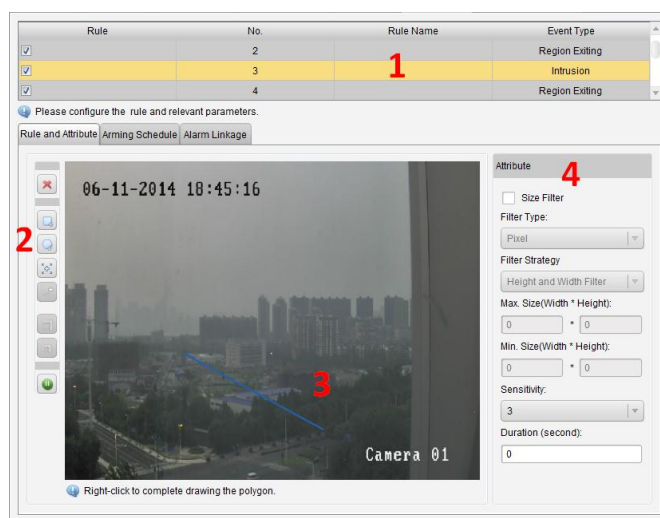 Rule No. Rule Name Event Type
2 Region Exiting
1
3 Intrusion
4 Region Exiting
Please configure the rule and relevant parameters.
Rule and Attribute Arming Schedule Alarm Linkage
06-11-2014 18:45:16
2
3
Camera 01
Right-click to complete drawing the polygon.
Attribute
4
Size Filter
Filter Type:
Pixel
Filter Strategy
Height and Width Filter
Max. Size(Width * Height):
0 * 0
Min. Size(Width * Height):
0 * 0
Sensitivity:
3
Duration (second):
0